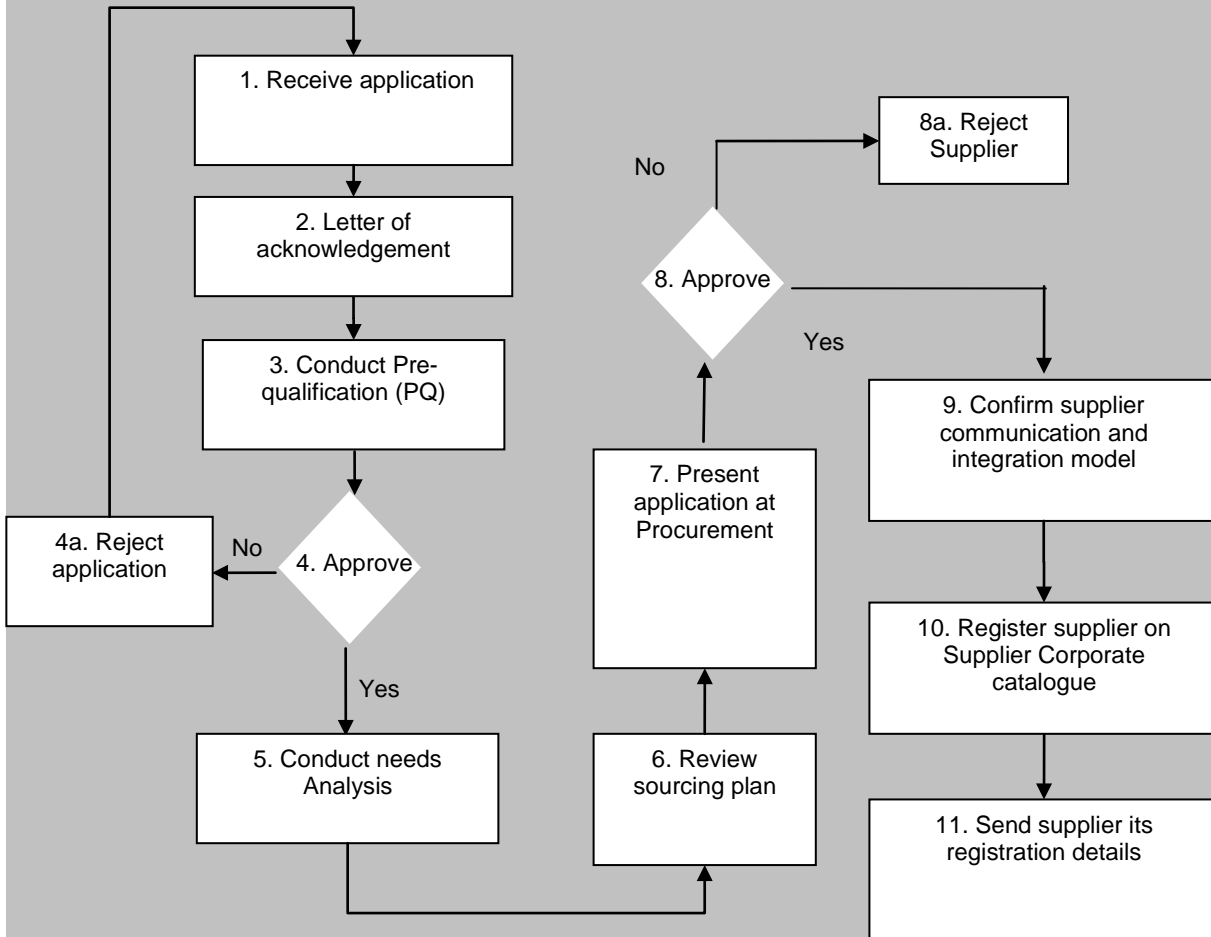 1. Receive application
2. Letter of
acknowledgement
3. Conduct Pre-
qualification (PQ)
4. Approve
No
4a. Reject
application
Yes
5. Conduct needs
Analysis
6. Review
sourcing plan
7. Present
application at
Procurement
8. Approve
No
8a. Reject
Supplier
Yes
9. Confirm supplier
communication and
integration model
10. Register supplier on
Supplier Corporate
catalogue
11. Send supplier its
registration details